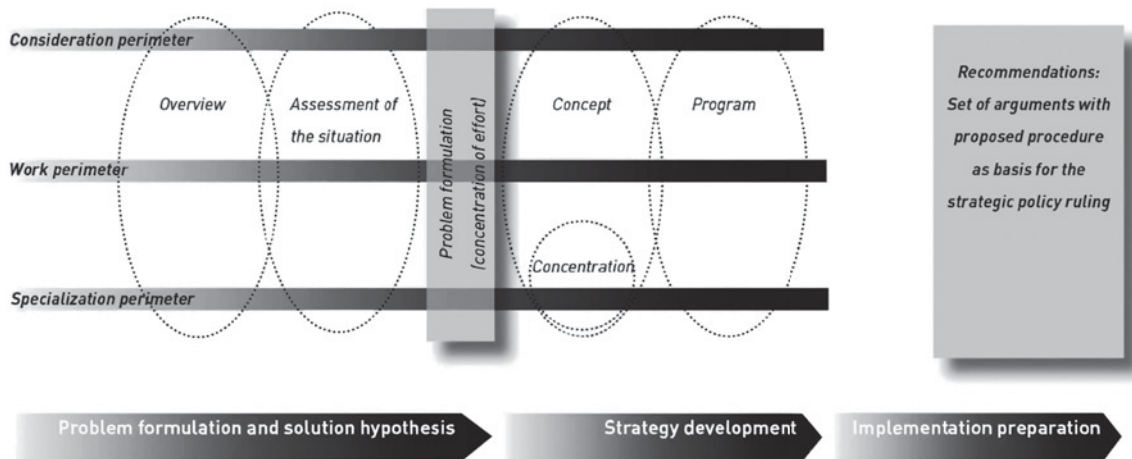 Consideration perimeter
Overview
Assessment of
the situation
Problem formulation
(concentration of effort)
Concept
Program
Recommendations:
Set of arguments with
proposed procedure
as basis for the
strategic policy ruling
Work perimeter
Concentration
Specialization perimeter
Problem formulation and solution hypothesis
Strategy development
Implementation preparation